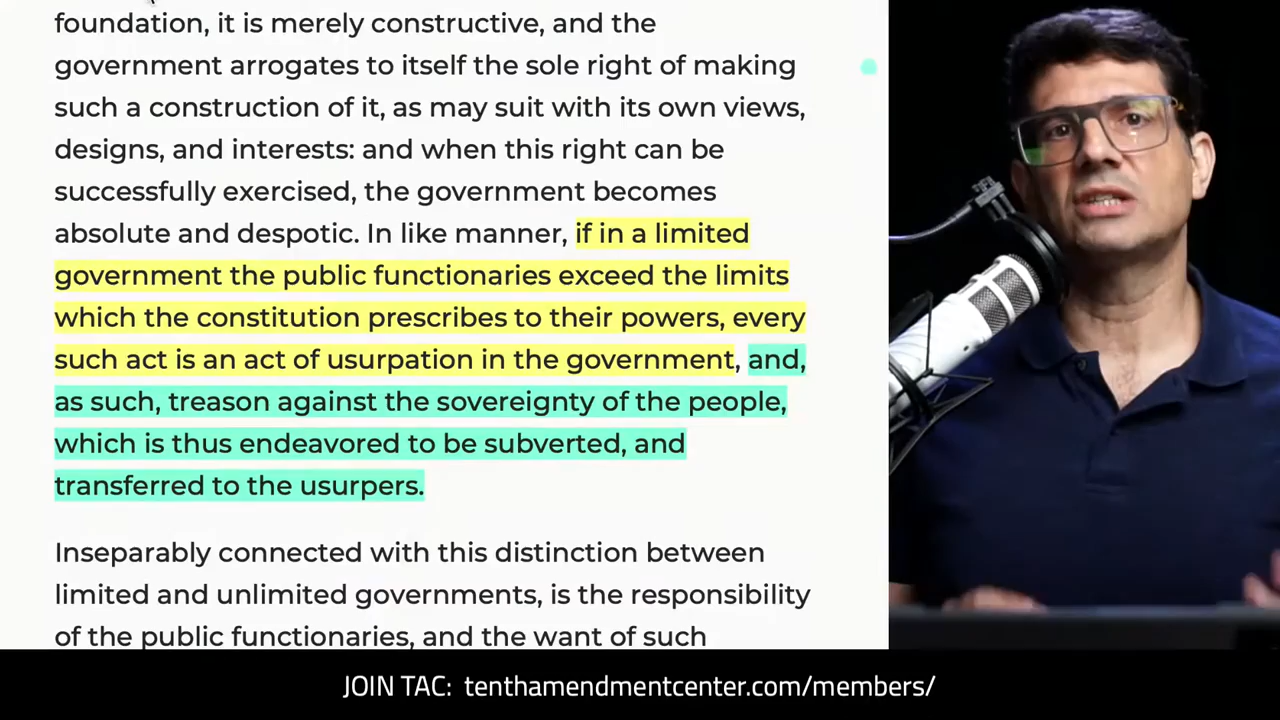 foundation, it is merely constructive, and the
government arrogates to itself the sole right of making
such a construction of it, as may suit with its own views,
designs, and interests: and when this right can be
successfully exercised, the government becomes
absolute and despotic. In like manner, if in a limited
government the public functionaries exceed the limits
which the constitution prescribes to their powers, every
such act is an act of usurpation in the government, and,
as such, treason against the sovereignty of the people,
which is thus endeavored to be subverted, and
transferred to the usurpers.
Inseparably connected with this distinction between
limited and unlimited governments, is the responsibility
of the public functionaries, and the want of such
JOIN TAC: tenthamendmentcenter.com/members/